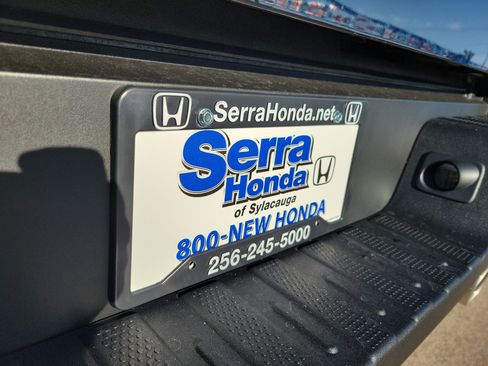 SerraHonda.net
Serra
Honda
of Sylacauga
800-NEW HONDA
256-245-5000